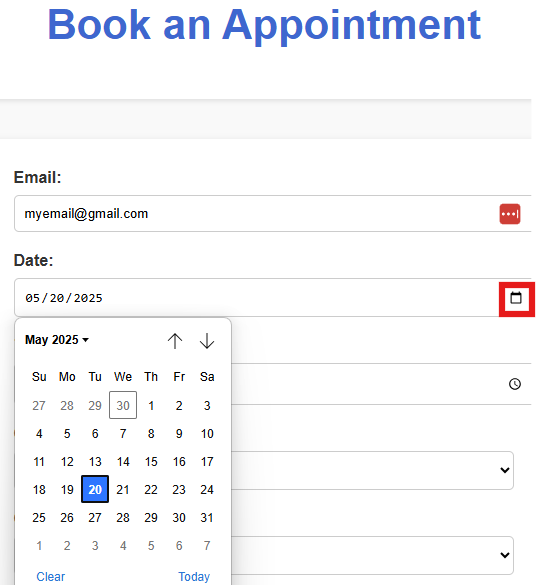 Book an Appointment
Email:
myemail@gmail.com
Date:
05/20/2025
May 2025
Su Mo Tu We Th Fr Sa
27 28 29 30 1 2 3
4 5 6 7 8 9 10
11 12 13 14 15 16 17
18 19 20 21 22 23 24
25 26 27 28 29 30 31
1 2 3 4 5 6 7
Clear Today